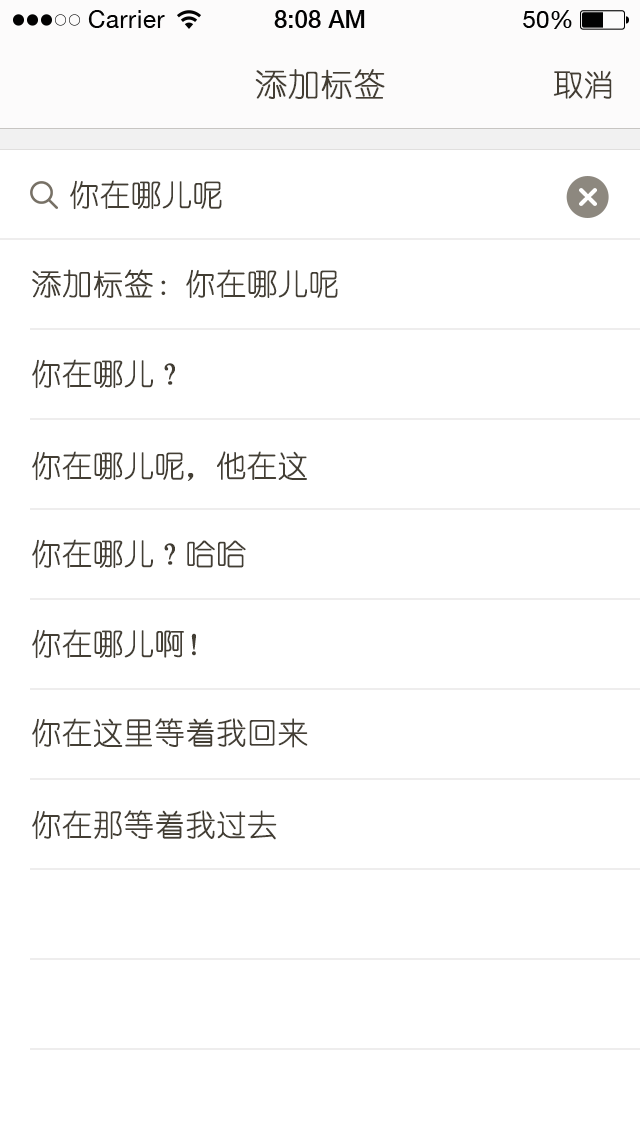 Carrier 8:08 AM 50%
添加标签 取消
你在哪儿呢
添加标签：你在哪儿呢
你在哪儿？
你在哪儿呢，他在这
你在哪儿？哈哈
你在哪儿啊！
你在这里等着我回来
你在那等着我过去